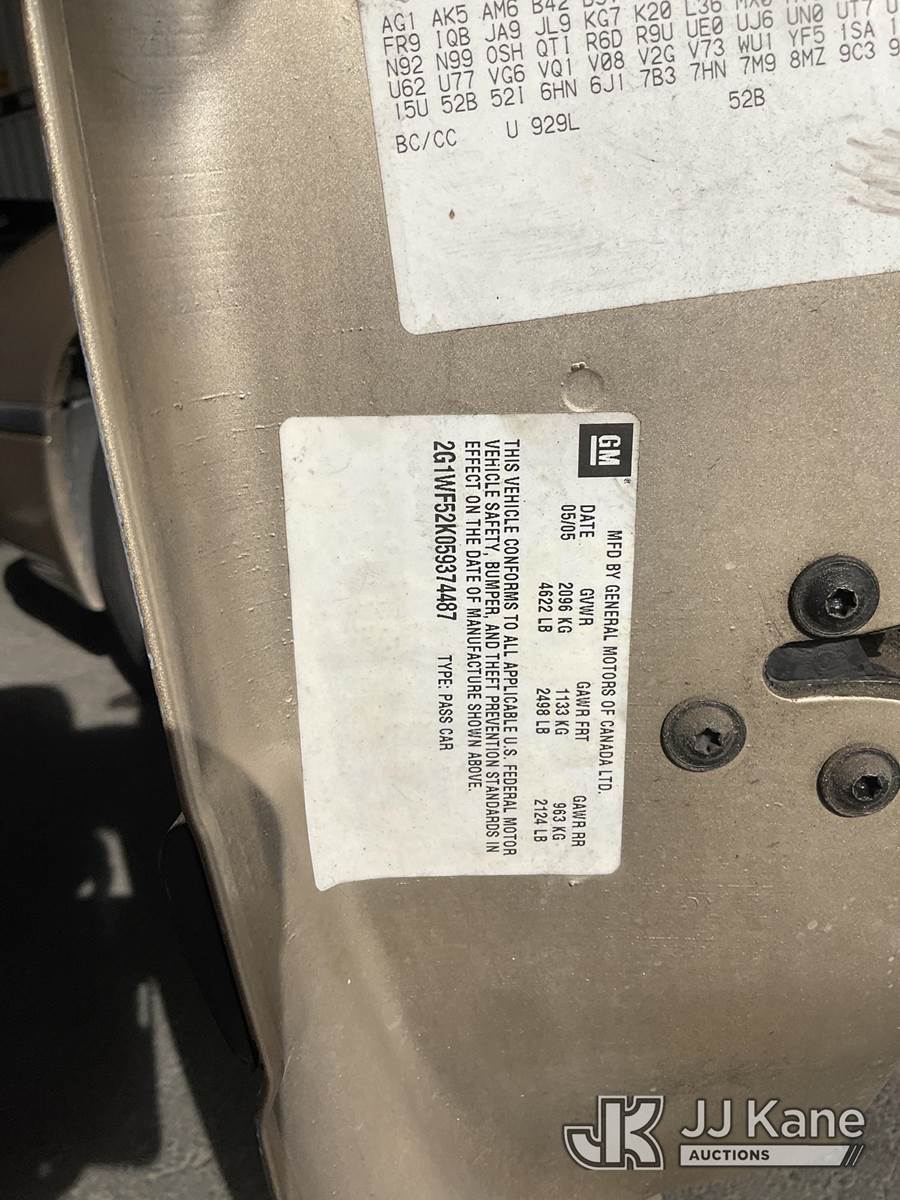 AG1 AK5 AM6 B42
FR9 IQB JA9 JL9 KG7 K20 L36
N92 N99 OSH QT1 R6D R9U UE0 UJ6 UN0 UT7
U62 U77 VG6 VQ1 V08 V2G V73 WU1 YF5 1SA
15U 52B 52I 6HN 6J1 7B3 7HN 7M9 8MZ 9C3
52B
BC/CC U 929L
GM
MFD BY GENERAL MOTORS OF CANADA LTD.
DATE GVWR GAWR FRT GAWR RR
05/05 2096 KG 1133 KG 963 KG
4622 LB 2498 LB 2124 LB
THIS VEHICLE CONFORMS TO ALL APPLICABLE U.S. FEDERAL MOTOR
VEHICLE SAFETY, BUMPER, AND THEFT PREVENTION STANDARDS IN
EFFECT ON THE DATE OF MANUFACTURE SHOWN ABOVE.
2G1WF52K059374487 TYPE: PASS CAR
JK JJ Kane
AUCTIONS